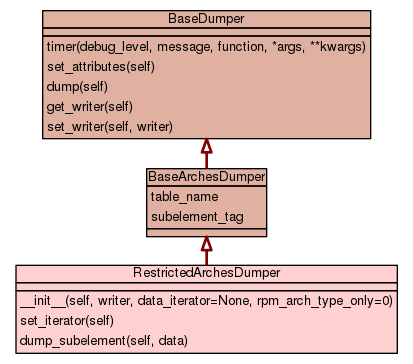 BaseDumper
timer(debug_level, message, function, *args, **kwargs)
set_attributes(self)
dump(self)
get_writer(self)
set_writer(self, writer)
BaseArchesDumper
table_name
subelement_tag
RestrictedArchesDumper
__init__(self, writer, data_iterator=None, rpm_arch_type_only=0)
set_iterator(self)
dump_subelement(self, data)